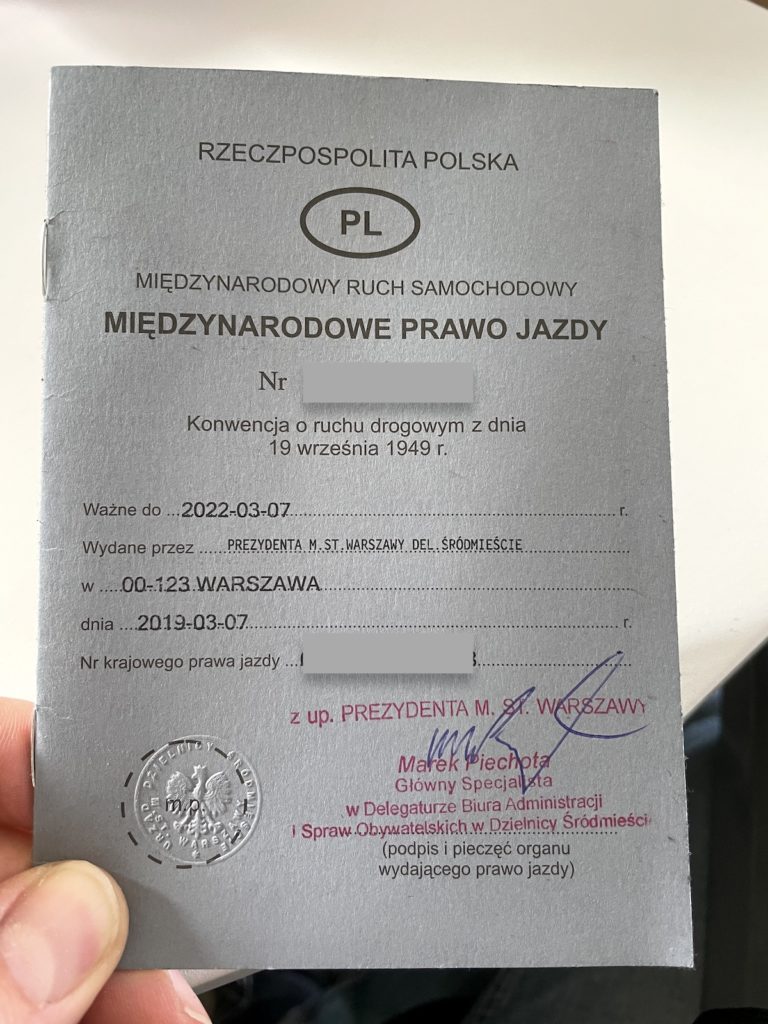 RZECZPOSPOLITA POLSKA
PL
MIĘDZYNARODOWY RUCH SAMOCHODOWY
MIĘDZYNARODOWE PRAWO JAZDY
Nr
Konwencja o ruchu drogowym z dnia
19 września 1949 r.
Ważne do ...2022-03-07 r.
Wydane przez ..... PREZYDENTA M.ST.WARSZAWY DEL.ŚRÓDMIEŚCIE
w ....00-123 WARSZAWA
dnia ...2019-03-07 r.
Nr krajowego prawa jazdy ...
z up. PREZYDENTA M. ST. WARSZAWY
Marek Piechota
Główny Specjalista
w Delegaturze Biura Administracji
i Spraw Obywatelskich w Dzielnicy Śródmieści
(podpis i pieczęć organu
wydającego prawo jazdy)
m.p.
URZĄD DZIELNICY ŚRÓDMIEŚCIE